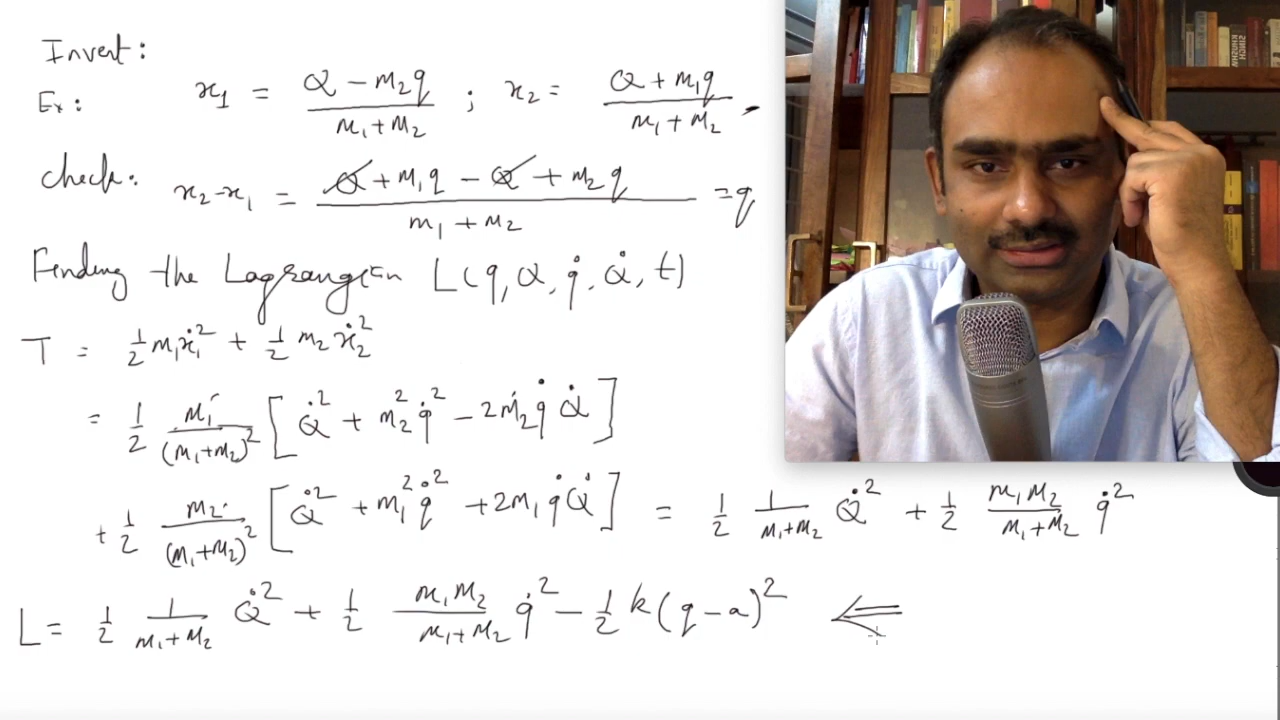 Invert:
Ex: x₁ = (Q − m₂q)/(m₁+m₂) ; x₂ = (Q + m₁q)/(m₁+m₂).
Check: x₂−x₁ = (Q + m₁q − Q + m₂q)/(m₁+m₂) = q
Finding the Lagrangian L(q, Q, q̇, Q̇, t)
T = ½ m₁ẋ₁² + ½ m₂ẋ₂²
= ½ m₁/(m₁+m₂)² [Q̇² + m₂²q̇² − 2m₂q̇Q̇]
+ ½ m₂/(m₁+m₂)² [Q̇² + m₁²q̇² + 2m₁q̇Q̇] = ½ 1/(m₁+m₂) Q̇² + ½ m₁m₂/(m₁+m₂) q̇²
L = ½ 1/(m₁+m₂) Q̇² + ½ m₁m₂/(m₁+m₂) q̇² − ½ k(q−a)² ⇐